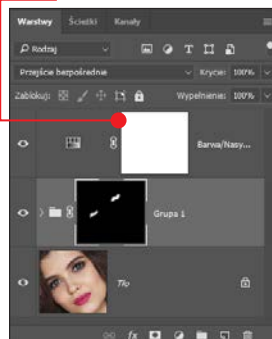 Warstwy Ścieżki Kanały
Rodzaj
Przejście bezpośrednie Krycie: 100%
Zablokuj: Wypełnienie: 100%
Barwa/Nasy...
Grupa 1
Tło
fx